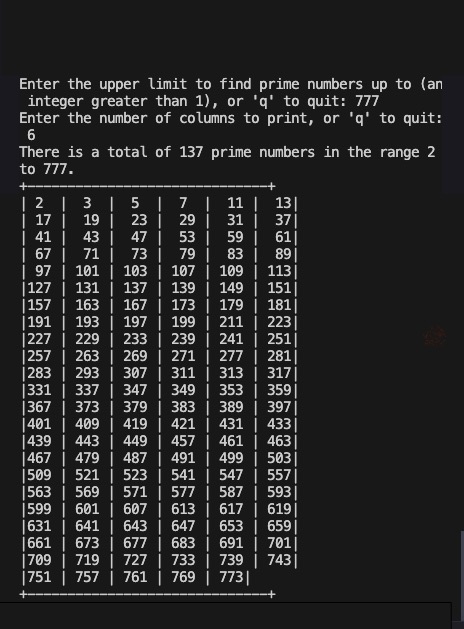 Enter the upper limit to find prime numbers up to (an
 integer greater than 1), or 'q' to quit: 777
Enter the number of columns to print, or 'q' to quit:
 6
There is a total of 137 prime numbers in the range 2
to 777.
+------------------------------+
| 2  |  3  |  5  |  7  |  11 |  13|
| 17 |  19 |  23 |  29 |  31 |  37|
| 41 |  43 |  47 |  53 |  59 |  61|
| 67 |  71 |  73 |  79 |  83 |  89|
| 97 | 101 | 103 | 107 | 109 | 113|
|127 | 131 | 137 | 139 | 149 | 151|
|157 | 163 | 167 | 173 | 179 | 181|
|191 | 193 | 197 | 199 | 211 | 223|
|227 | 229 | 233 | 239 | 241 | 251|
|257 | 263 | 269 | 271 | 277 | 281|
|283 | 293 | 307 | 311 | 313 | 317|
|331 | 337 | 347 | 349 | 353 | 359|
|367 | 373 | 379 | 383 | 389 | 397|
|401 | 409 | 419 | 421 | 431 | 433|
|439 | 443 | 449 | 457 | 461 | 463|
|467 | 479 | 487 | 491 | 499 | 503|
|509 | 521 | 523 | 541 | 547 | 557|
|563 | 569 | 571 | 577 | 587 | 593|
|599 | 601 | 607 | 613 | 617 | 619|
|631 | 641 | 643 | 647 | 653 | 659|
|661 | 673 | 677 | 683 | 691 | 701|
|709 | 719 | 727 | 733 | 739 | 743|
|751 | 757 | 761 | 769 | 773|
+------------------------------+